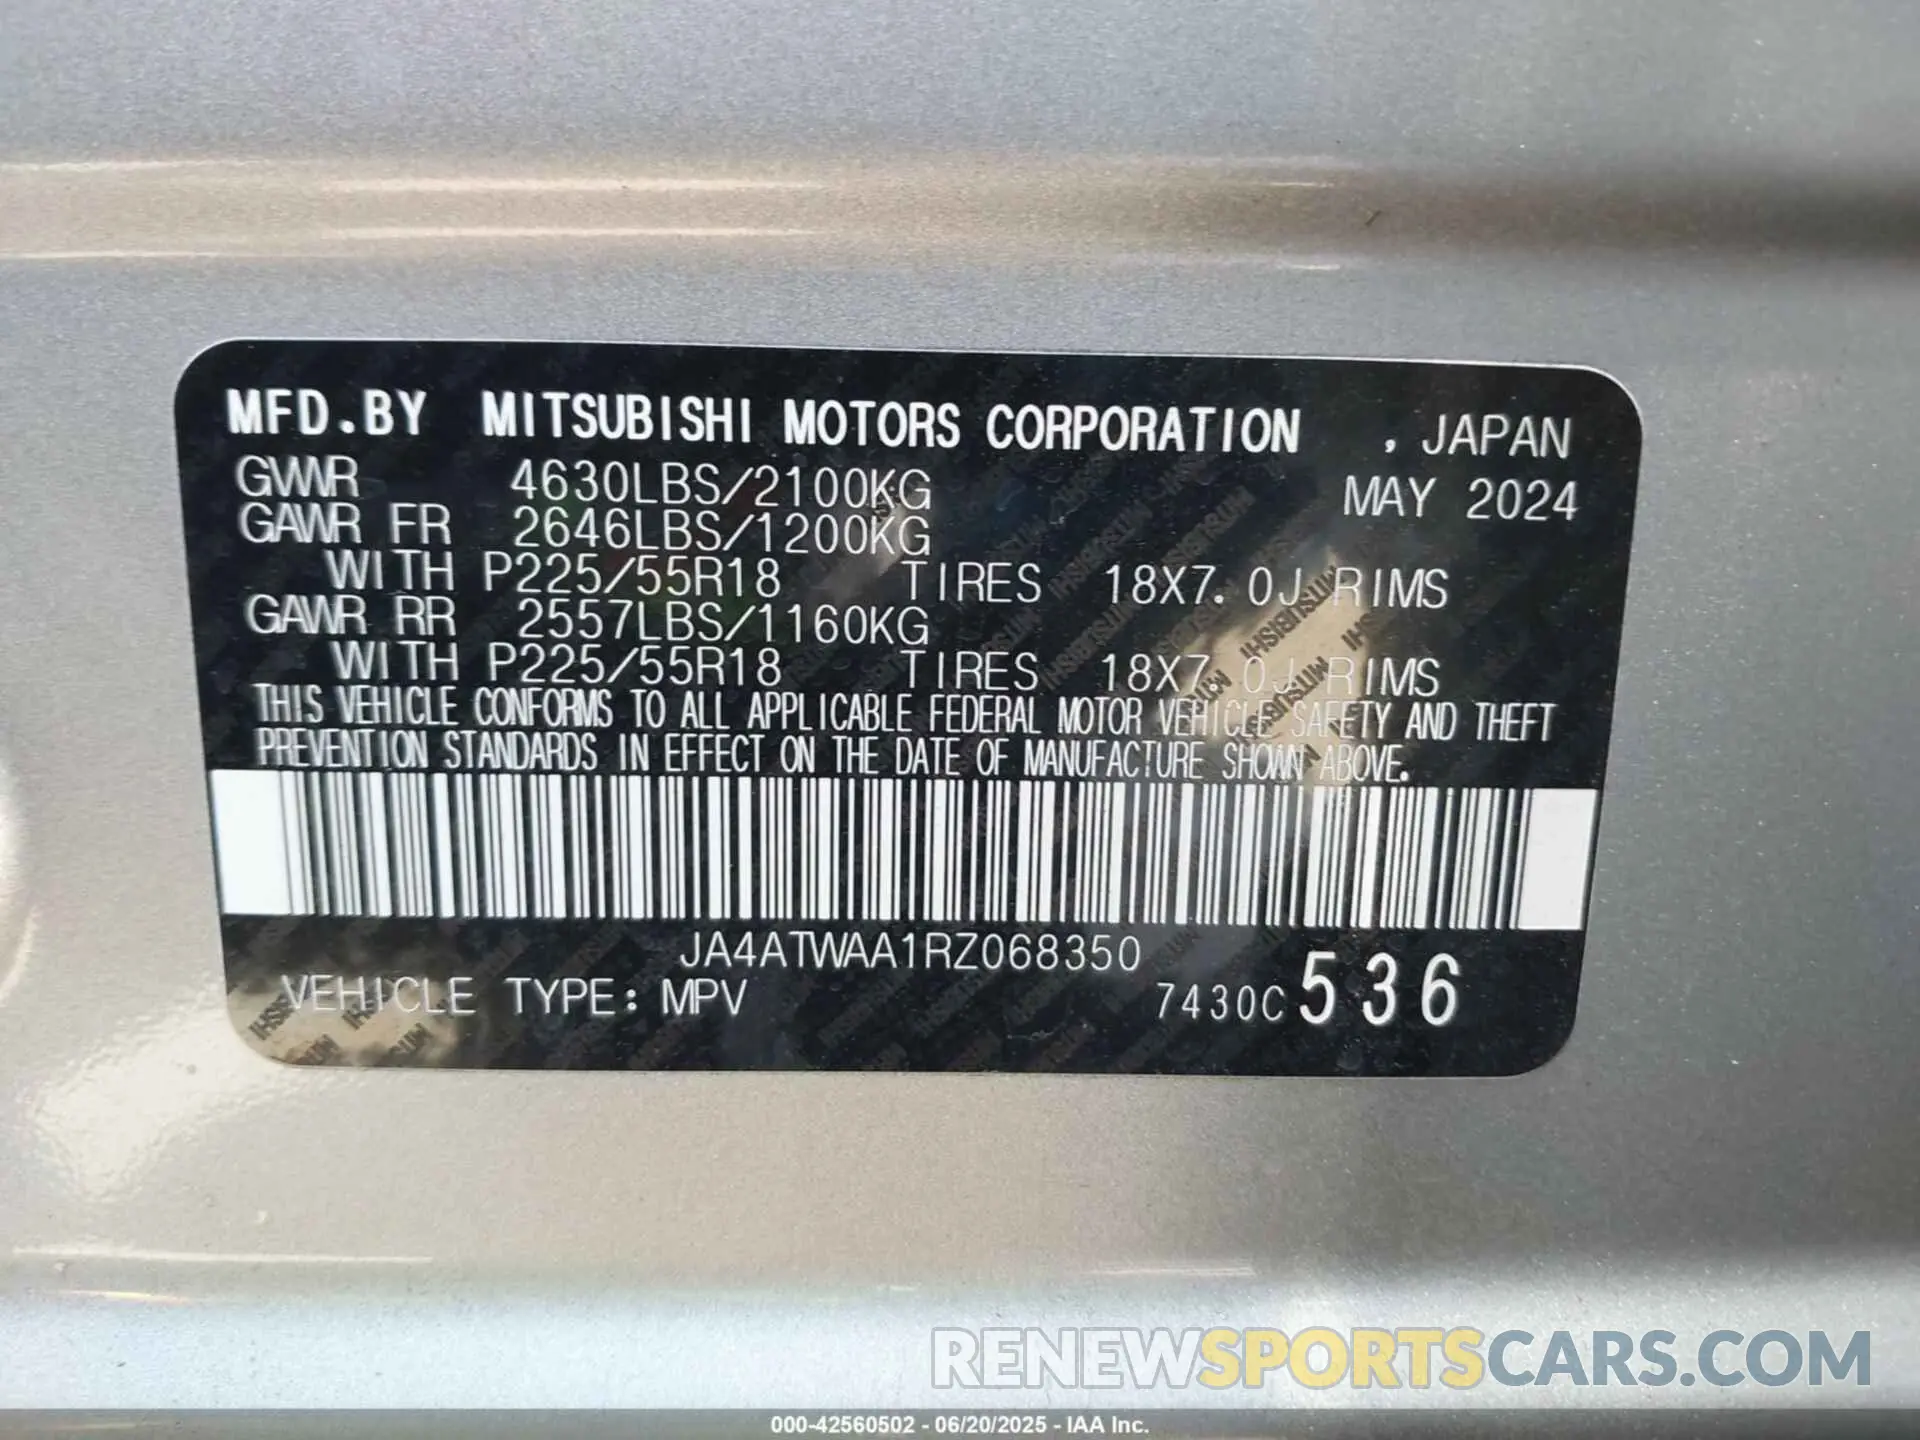 MFD.BY MITSUBISHI MOTORS CORPORATION , JAPAN
GVWR 4630LBS/2100KG MAY 2024
GAWR FR 2646LBS/1200KG
WITH P225/55R18 TIRES 18X7.0J RIMS
GAWR RR 2557LBS/1160KG
WITH P225/55R18 TIRES 18X7.0J RIMS
THIS VEHICLE CONFORMS TO ALL APPLICABLE FEDERAL MOTOR VEHICLE SAFETY AND THEFT
PREVENTION STANDARDS IN EFFECT ON THE DATE OF MANUFACTURE SHOWN ABOVE.
JA4ATWAA1RZ068350
VEHICLE TYPE: MPV 7430C 536
RENEWSPORTSCARS.COM
000-42560502 - 06/20/2025 - IAA Inc.